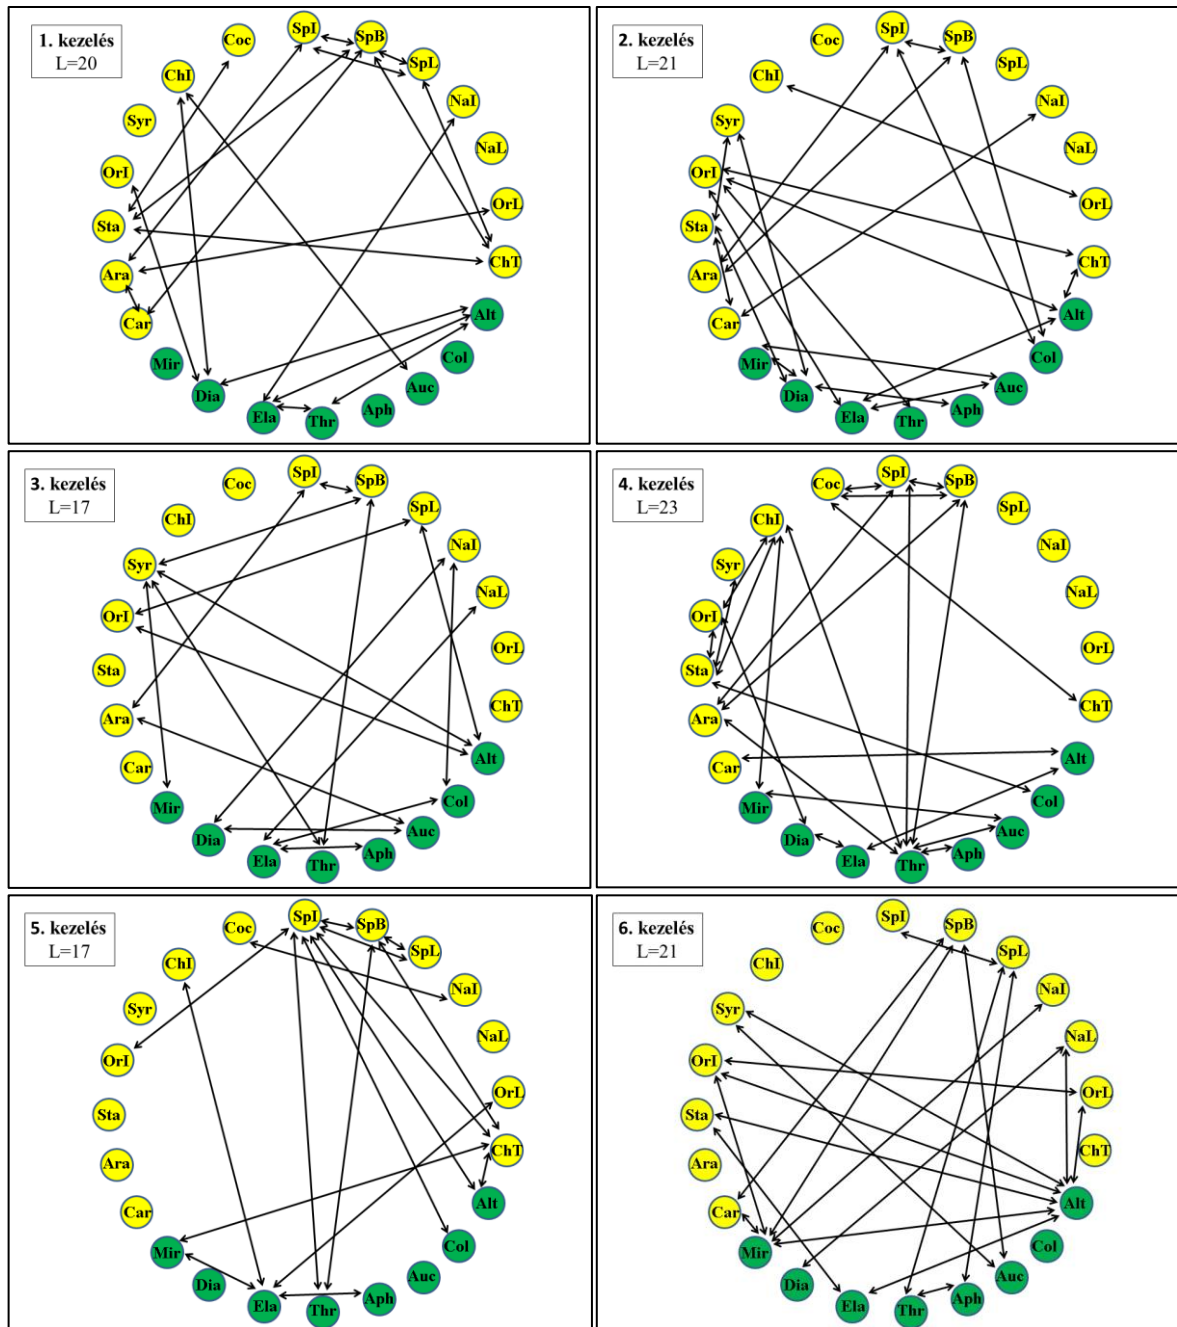 1. kezelés
L=20
Coc
SpI
SpB
SpL
ChI
NaI
Syr
NaL
OrI
OrL
Sta
ChT
Ara
Car
Alt
Mir
Col
Dia
Auc
Ela
Thr
Aph
2. kezelés
L=21
Coc
SpI
SpB
SpL
ChI
NaI
Syr
NaL
OrI
OrL
Sta
ChT
Ara
Car
Alt
Mir
Col
Dia
Auc
Ela
Thr
Aph
3. kezelés
L=17
Coc
SpI
SpB
SpL
ChI
NaI
Syr
NaL
OrI
OrL
Sta
ChT
Ara
Car
Alt
Mir
Col
Dia
Auc
Ela
Thr
Aph
4. kezelés
L=23
Coc
SpI
SpB
SpL
ChI
NaI
Syr
NaL
OrI
OrL
Sta
ChT
Ara
Car
Alt
Mir
Col
Dia
Auc
Ela
Thr
Aph
5. kezelés
L=17
Coc
SpI
SpB
SpL
ChI
NaI
Syr
NaL
OrI
OrL
Sta
ChT
Ara
Car
Alt
Mir
Col
Dia
Auc
Ela
Thr
Aph
6. kezelés
L=21
Coc
SpI
SpB
SpL
ChI
NaI
Syr
NaL
OrI
OrL
Sta
ChT
Ara
Car
Alt
Mir
Col
Dia
Auc
Ela
Thr
Aph